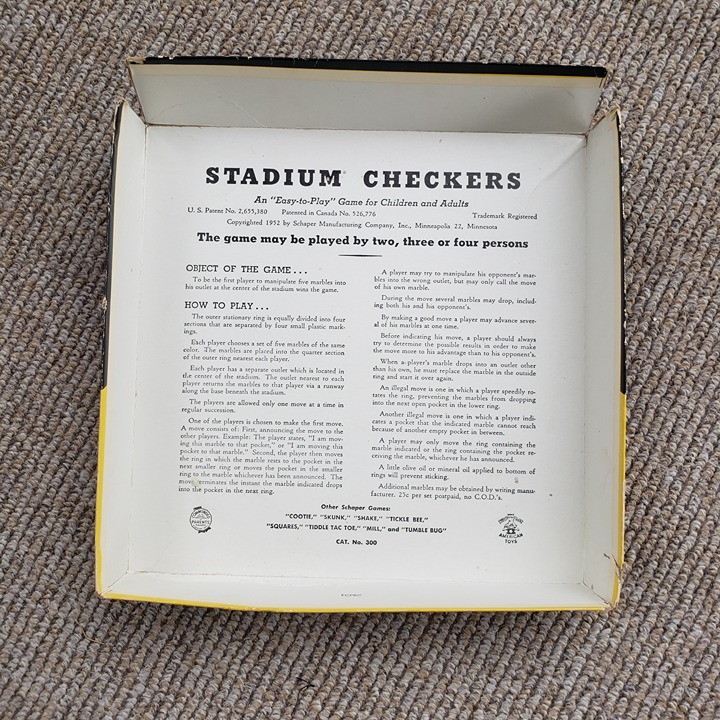 STADIUM CHECKERS
An "Easy-to-Play" Game for Children and Adults
U. S. Patent No. 2,655,380 Patented in Canada No. 526,776 Trademark Registered
Copyrighted 1952 by Schaper Manufacturing Company, Inc., Minneapolis 22, Minnesota
The game may be played by two, three or four persons
OBJECT OF THE GAME...
To be the first player to manipulate five marbles into
his outlet at the center of the stadium wins the game.
HOW TO PLAY...
The outer stationary ring is equally divided into four
sections that are separated by four small plastic mark-
ings.
Each player chooses a set of five marbles of the same
color. The marbles are placed into the quarter section
of the outer ring nearest each player.
Each player has a separate outlet which is located in
the center of the stadium. The outlet nearest to each
player returns the marbles to that player via a runway
along the base beneath the stadium.
The players are allowed only one move at a time in
regular succession.
One of the players is chosen to make the first move.
A move consists of: First, announcing the move to the
other players. Example: The player states, "I am mov-
ing this marble to that pocket," or "I am moving this
pocket to that marble." Second, the player then moves
the ring in which the marble rests to the pocket in the
next smaller ring or moves the pocket in the smaller
ring to the marble whichever has been announced. The
move terminates the instant the marble indicated drops
into the pocket in the next ring.
A player may try to manipulate his opponent's mar-
bles into the wrong outlet, but may only call the move
of his own marble.
During the move several marbles may drop, includ-
ing both his and his opponent's.
By making a good move a player may advance sever-
al of his marbles at one time.
Before indicating his move, a player should always
try to determine the possible results in order to make
the move more to his advantage than to his opponent's.
When a player's marble drops into an outlet other
than his own, he must replace the marble in the outside
ring and start it over again.
An illegal move is one in which a player speedily ro-
tates the ring, preventing the marbles from dropping
into the next open pocket in the lower ring.
Another illegal move is one in which a player indi-
cates a pocket that the indicated marble cannot reach
because of another empty pocket in between.
A player may only move the ring containing the
marble indicated or the ring containing the pocket re-
ceiving the marble, whichever he has announced.
A little olive oil or mineral oil applied to bottom of
rings will prevent sticking.
Additional marbles may be obtained by writing manu-
facturer. 25c per set postpaid, no C.O.D.'s.
Other Schaper Games:
"COOTIE," "SKUNK," "SHAKE," "TICKLE BEE,"
"SQUARES," "TIDDLE TAC TOE," "MILL," and "TUMBLE BUG"
CAT. No. 300
PARENTS'
AMERICAN
TOYS